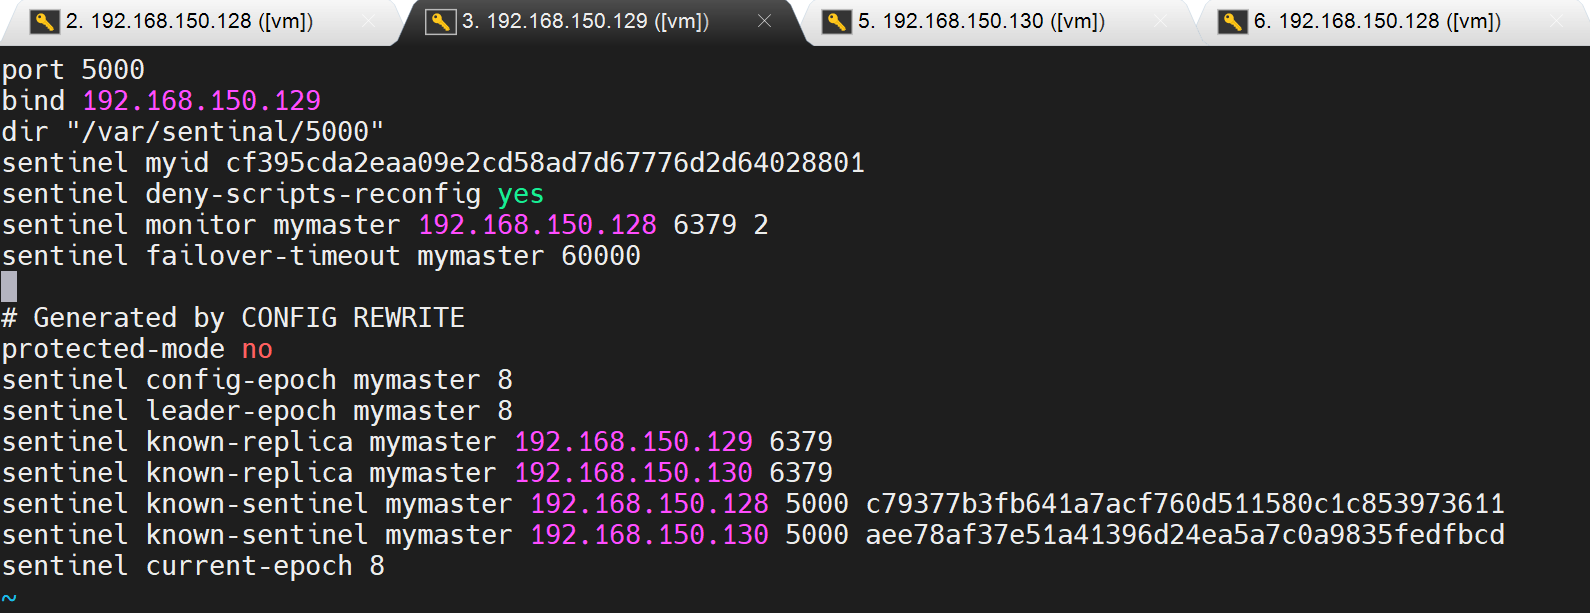 2. 192.168.150.128 ([vm])
3. 192.168.150.129 ([vm])
5. 192.168.150.130 ([vm])
6. 192.168.150.128 ([vm])
port 5000
bind 192.168.150.129
dir "/var/sentinal/5000"
sentinel myid cf395cda2eaa09e2cd58ad7d67776d2d64028801
sentinel deny-scripts-reconfig yes
sentinel monitor mymaster 192.168.150.128 6379 2
sentinel failover-timeout mymaster 60000
# Generated by CONFIG REWRITE
protected-mode no
sentinel config-epoch mymaster 8
sentinel leader-epoch mymaster 8
sentinel known-replica mymaster 192.168.150.129 6379
sentinel known-replica mymaster 192.168.150.130 6379
sentinel known-sentinel mymaster 192.168.150.128 5000 c79377b3fb641a7acf760d511580c1c853973611
sentinel known-sentinel mymaster 192.168.150.130 5000 aee78af37e51a41396d24ea5a7c0a9835fedfbcd
sentinel current-epoch 8
~